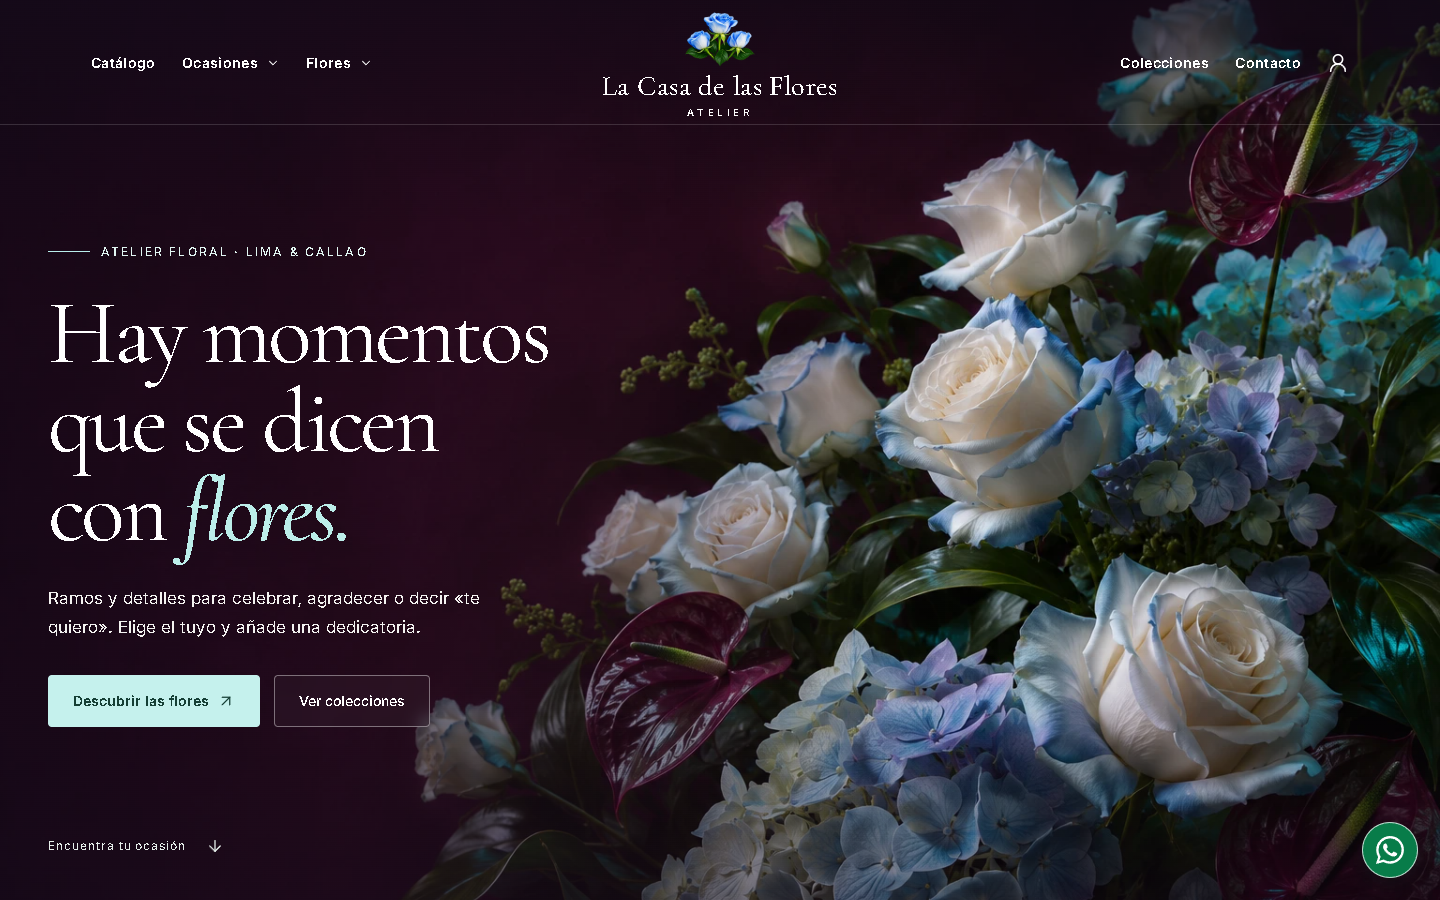 Catálogo
Ocasiones
Flores
La Casa de las Flores
ATELIER
Colecciones
Contacto
ATELIER FLORAL · LIMA & CALLAO
Hay momentos
que se dicen
con flores.
Ramos y detalles para celebrar, agradecer o decir «te
quiero». Elige el tuyo y añade una dedicatoria.
Descubrir las flores
Ver colecciones
Encuentra tu ocasión